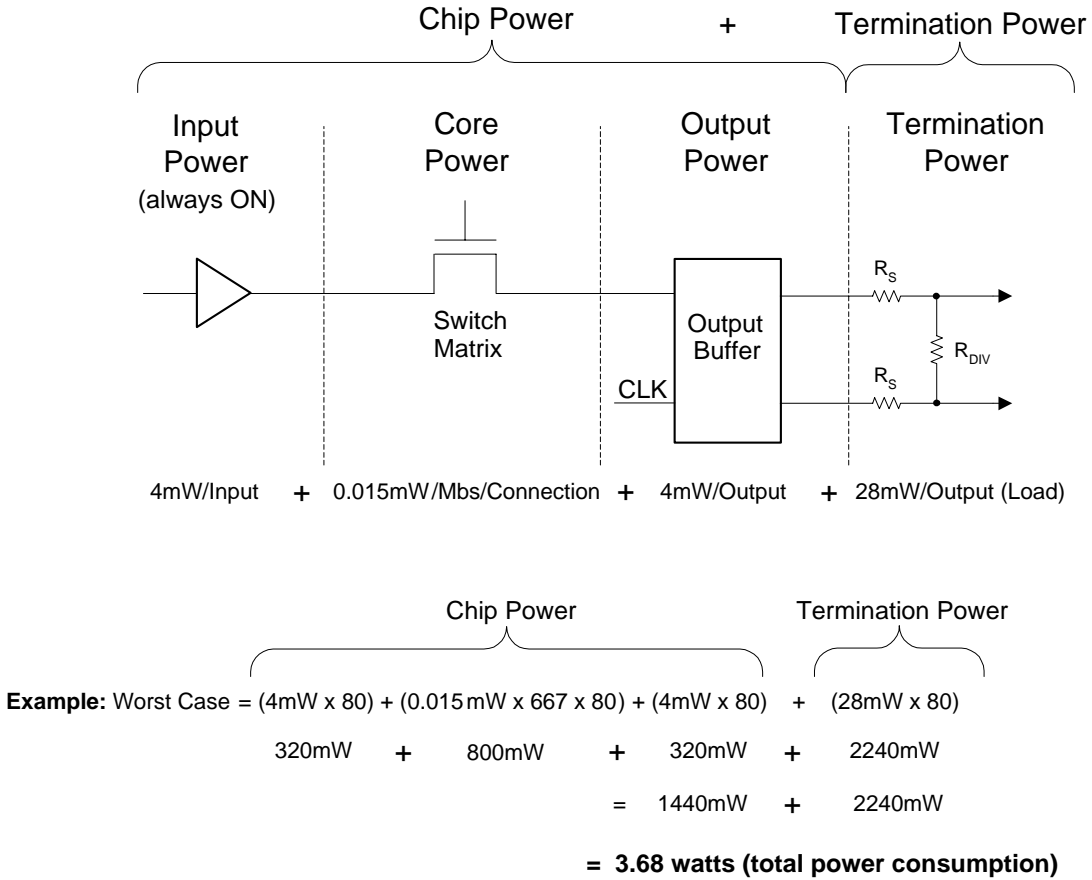 Chip Power + Termination Power
Input Power (always ON)
Core Power
Output Power
Termination Power
Switch Matrix
Output Buffer
CLK
R_S
R_DIV
R_S
4mW/Input + 0.015mW/Mbs/Connection + 4mW/Output + 28mW/Output (Load)
Chip Power Termination Power
Example: Worst Case = (4mW x 80) + (0.015mW x 667 x 80) + (4mW x 80) + (28mW x 80)
320mW + 800mW + 320mW + 2240mW
= 1440mW + 2240mW
= 3.68 watts (total power consumption)